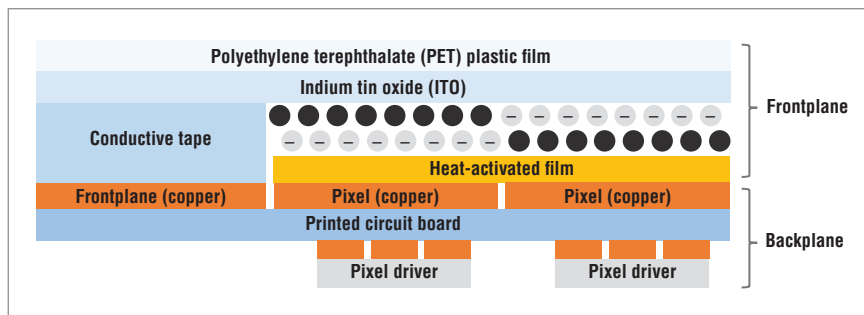 Polyethylene terephthalate (PET) plastic film
Indium tin oxide (ITO)
Frontplane
Conductive tape
Heat-activated film
Frontplane (copper)
Pixel (copper)
Pixel (copper)
Printed circuit board
Backplane
Pixel driver
Pixel driver